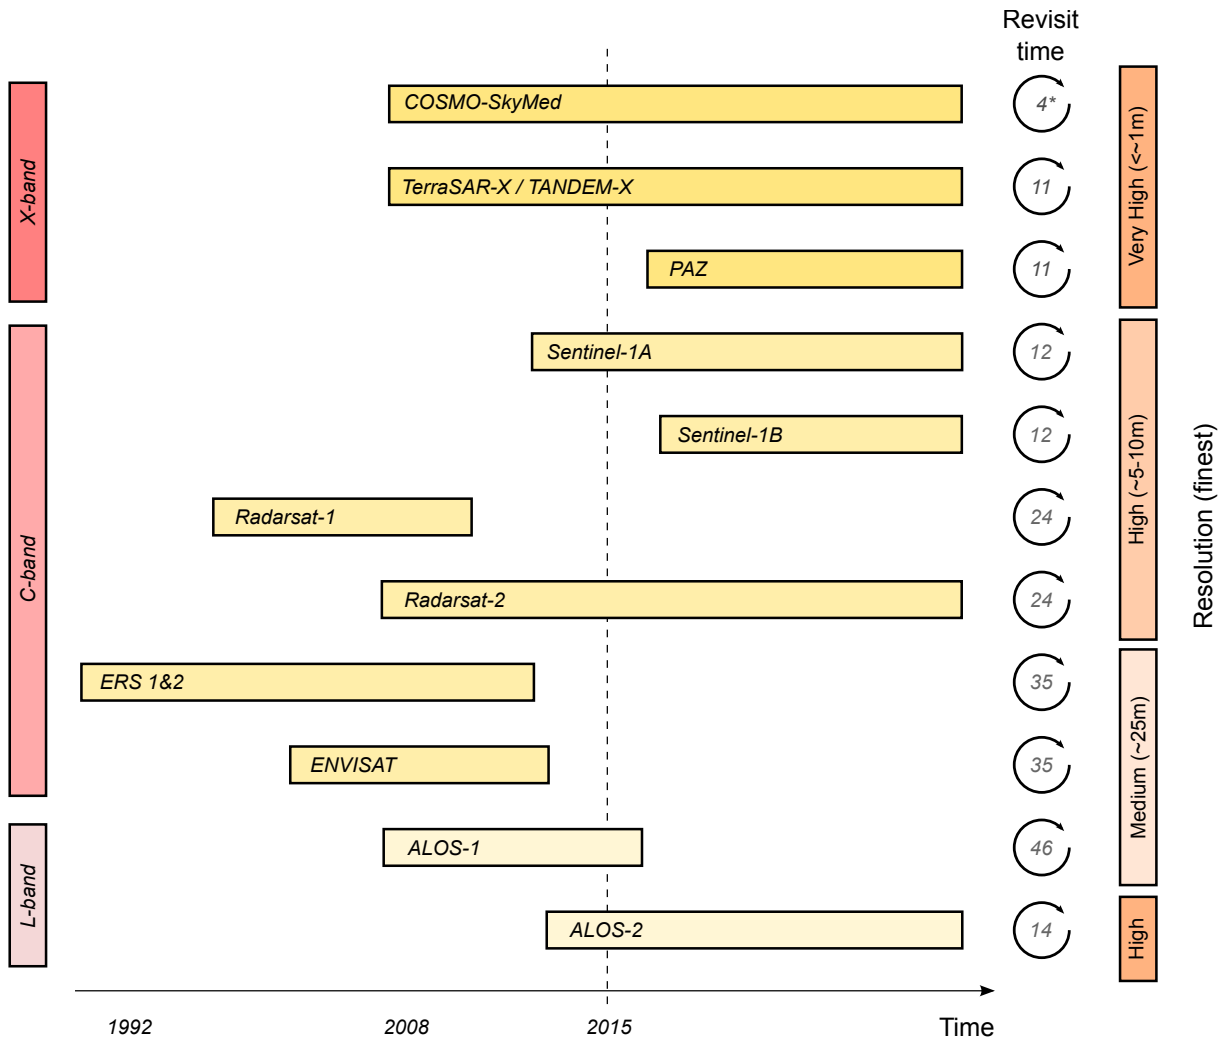 Revisit
time
X-band
COSMO-SkyMed
4*
TerraSAR-X / TANDEM-X
11
PAZ
11
Very High (<~1m)
C-band
Sentinel-1A
12
Sentinel-1B
12
Radarsat-1
24
Radarsat-2
24
High (~5-10m)
ERS 1&2
35
ENVISAT
35
L-band
ALOS-1
46
Medium (~25m)
ALOS-2
14
High
Resolution (finest)
1992
2008
2015
Time